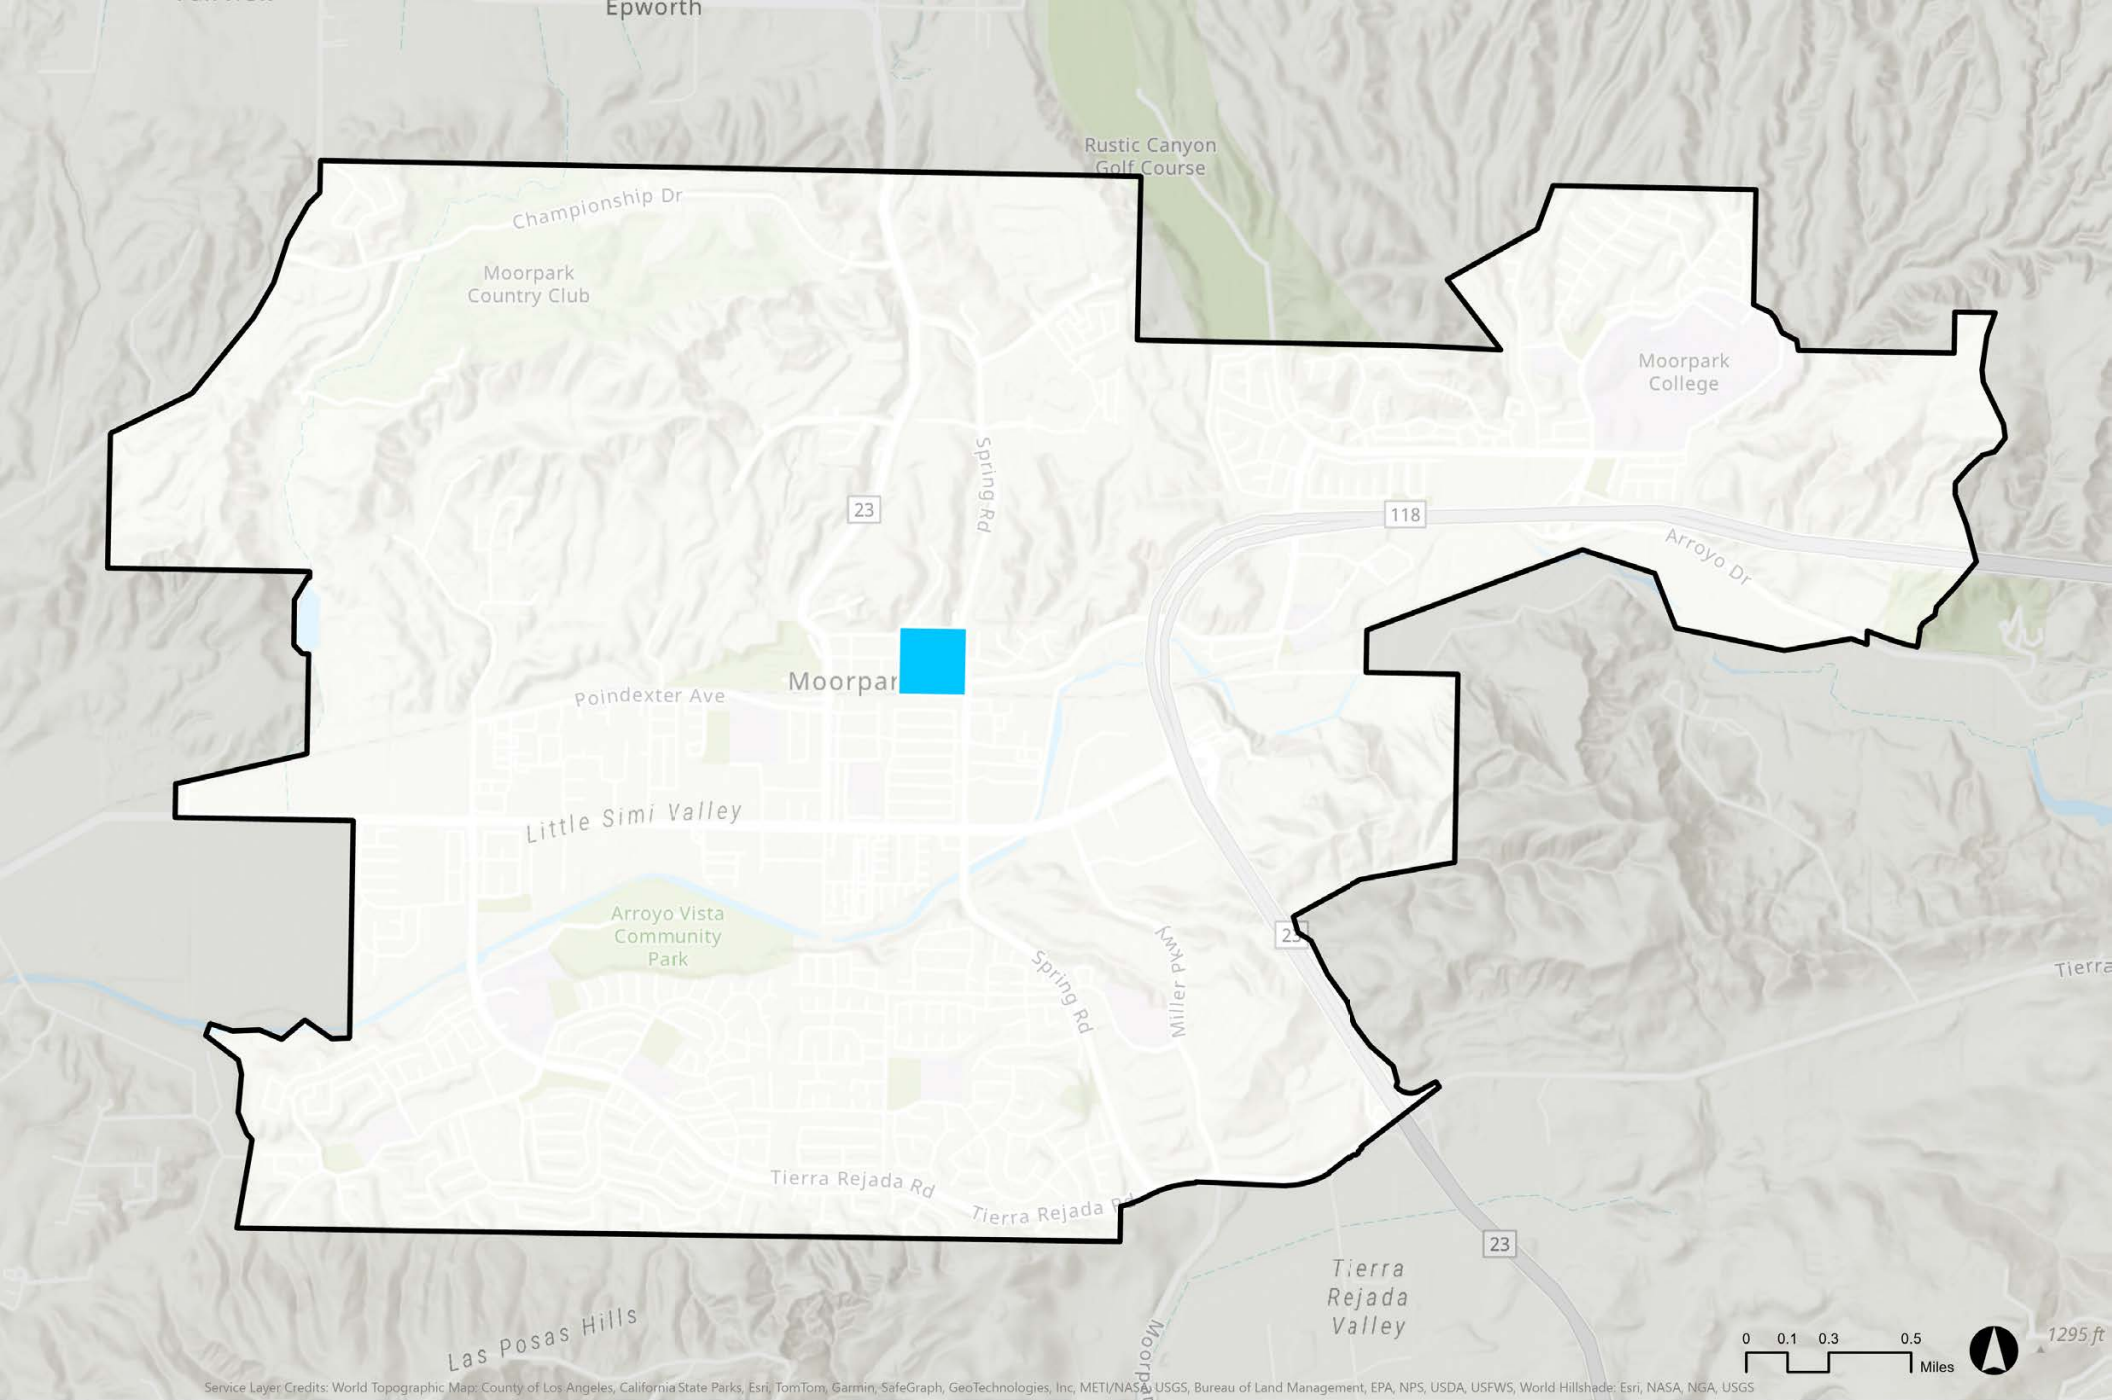 Epworth
Rustic Canyon
Golf Course
Championship Dr
Moorpark
Country Club
Moorpark
College
Spring Rd
23
118
Arroyo Dr
Moorpar
Poindexter Ave
Little Simi Valley
Arroyo Vista
Community
Park
23
Spring Rd
Miller Pkwy
Tierra
Tierra Rejada Rd
Tierra Rejada Rd
23
Tierra
Rejada
Valley
Las Posas Hills
Moorpar
0 0.1 0.3 0.5
Miles
1295 ft
Service Layer Credits: World Topographic Map: County of Los Angeles, California State Parks, Esri, TomTom, Garmin, SafeGraph, GeoTechnologies, Inc, METI/NASA, USGS, Bureau of Land Management, EPA, NPS, USDA, USFWS, World Hillshade: Esri, NASA, NGA, USGS